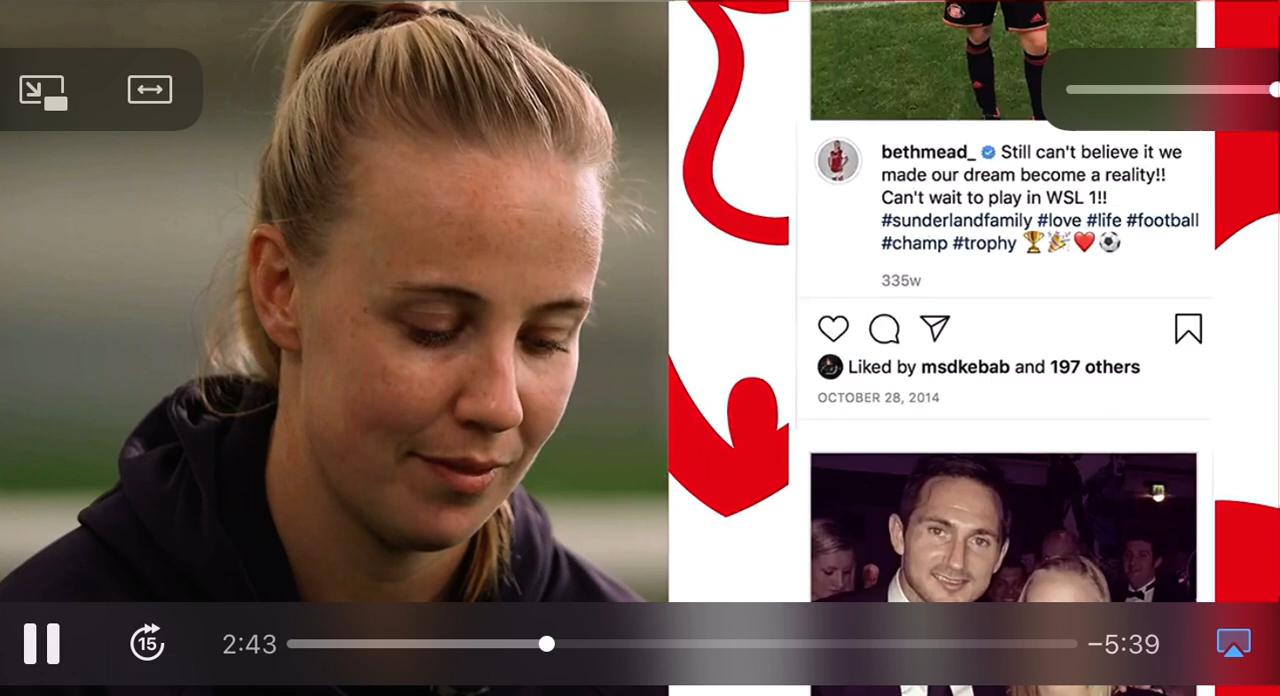 bethmead_ Still can't believe it we
made our dream become a reality!!
Can't wait to play in WSL 1!!
#sunderlandfamily #love #life #football
#champ #trophy 🏆🎉❤️⚽
335w
Liked by msdkebab and 197 others
OCTOBER 28, 2014
15
2:43
−5:39